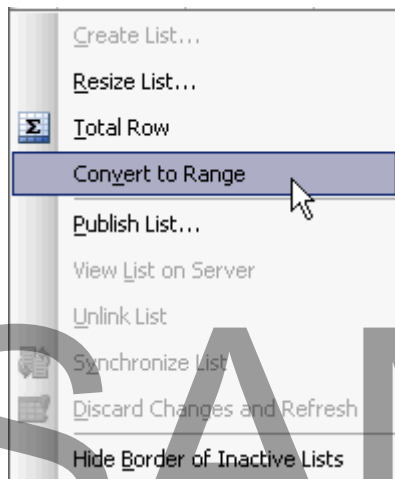 Create List...
Resize List...
Σ Total Row
Convert to Range
Publish List...
View List on Server
Unlink List
Synchronize List
Discard Changes and Refresh
Hide Border of Inactive Lists